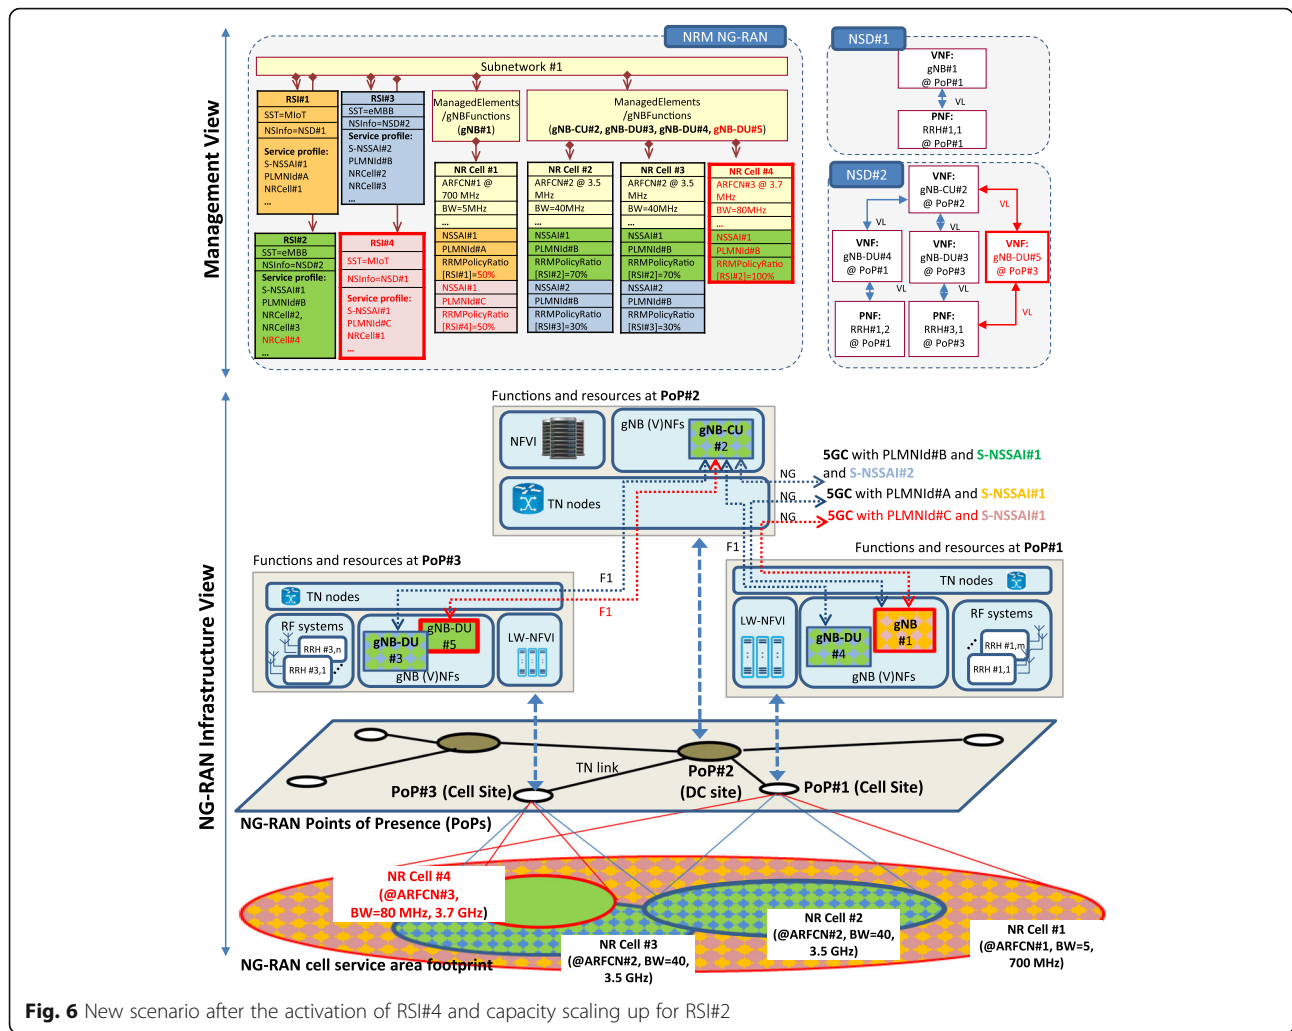 Management View
NRM NG-RAN
Subnetwork #1
RSI#1
SST=MIoT
NSInfo=NSD#1
Service profile:
S-NSSAI#1
PLMNId#A
NRCell#1
...
RSI#3
SST=eMBB
NSInfo=NSD#2
Service profile:
S-NSSAI#2
PLMNId#B
NRCell#2
NRCell#3
...
RSI#2
SST=eMBB
NSInfo=NSD#2
Service profile:
S-NSSAI#1
PLMNId#B
NRCell#2,
NRCell#3
NRCell#4
...
RSI#4
SST=MIoT
NSInfo=NSD#1
Service profile:
S-NSSAI#1
PLMNId#C
NRCell#1
...
ManagedElements
/gNBFunctions
(gNB#1)
ManagedElements
/gNBFunctions
(gNB-CU#2, gNB-DU#3, gNB-DU#4, gNB-DU#5)
NR Cell #1
ARFCN#1 @
700 MHz
BW=5MHz
...
NSSAI#1
PLMNId#A
RRMPolicyRatio
[RSI#1]=50%
NSSAI#1
PLMNId#C
RRMPolicyRatio
[RSI#4]=50%
NR Cell #2
ARFCN#2 @ 3.5
MHz
BW=40MHz
...
NSSAI#1
PLMNId#B
RRMPolicyRatio
[RSI#2]=70%
NSSAI#2
PLMNId#B
RRMPolicyRatio
[RSI#3]=30%
NR Cell #3
ARFCN#2 @ 3.5
MHz
BW=40MHz
...
NSSAI#1
PLMNId#B
RRMPolicyRatio
[RSI#2]=70%
NSSAI#2
PLMNId#B
RRMPolicyRatio
[RSI#3]=30%
NR Cell #4
ARFCN#3 @ 3.7
MHz
BW=80MHz
...
NSSAI#1
PLMNId#B
RRMPolicyRatio
[RSI#2]=100%
NSD#1
VNF:
gNB#1
@ PoP#1
VL
PNF:
RRH#1,1
@ PoP#1
NSD#2
VNF:
gNB-CU#2
@ PoP#2
VL
VL
VL
VNF:
gNB-DU#4
@ PoP#1
VNF:
gNB-DU#3
@ PoP#3
VNF:
gNB-DU#5
@ PoP#3
VL
VL
VL
PNF:
RRH#1,2
@ PoP#1
PNF:
RRH#3,1
@ PoP#3
NG-RAN Infrastructure View
Functions and resources at PoP#2
NFVI
gNB (V)NFs
gNB-CU
#2
TN nodes
NG
NG
NG
5GC with PLMNId#B and S-NSSAI#1
and S-NSSAI#2
5GC with PLMNId#A and S-NSSAI#1
5GC with PLMNId#C and S-NSSAI#1
F1
F1
F1
Functions and resources at PoP#3
TN nodes
RF systems
RRH #3,n
RRH #3,1
gNB-DU
#3
gNB-DU
#5
gNB (V)NFs
LW-NFVI
Functions and resources at PoP#1
TN nodes
LW-NFVI
gNB-DU
#4
gNB
#1
gNB (V)NFs
RF systems
RRH #1,m
RRH #1,1
TN link
PoP#3 (Cell Site)
PoP#2
(DC site)
PoP#1 (Cell Site)
NG-RAN Points of Presence (PoPs)
NR Cell #4
(@ARFCN#3,
BW=80 MHz, 3.7 GHz)
NR Cell #3
(@ARFCN#2, BW=40,
3.5 GHz)
NR Cell #2
(@ARFCN#2, BW=40,
3.5 GHz)
NR Cell #1
(@ARFCN#1, BW=5,
700 MHz)
NG-RAN cell service area footprint
Fig. 6 New scenario after the activation of RSI#4 and capacity scaling up for RSI#2